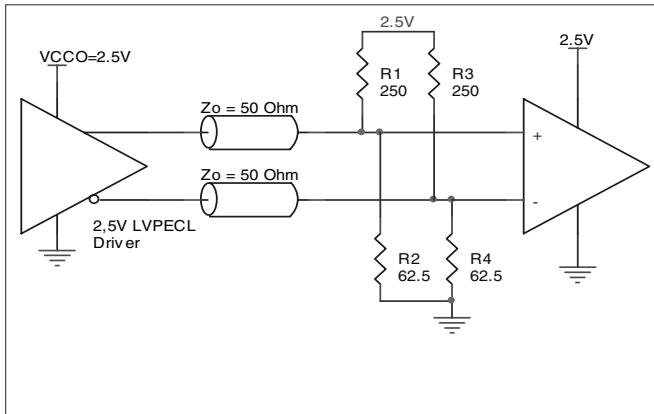 2.5V
VCCO=2.5V
2.5V
R1
250
R3
250
Zo = 50 Ohm
+
Zo = 50 Ohm
-
2,5V LVPECL
Driver
R2
62.5
R4
62.5